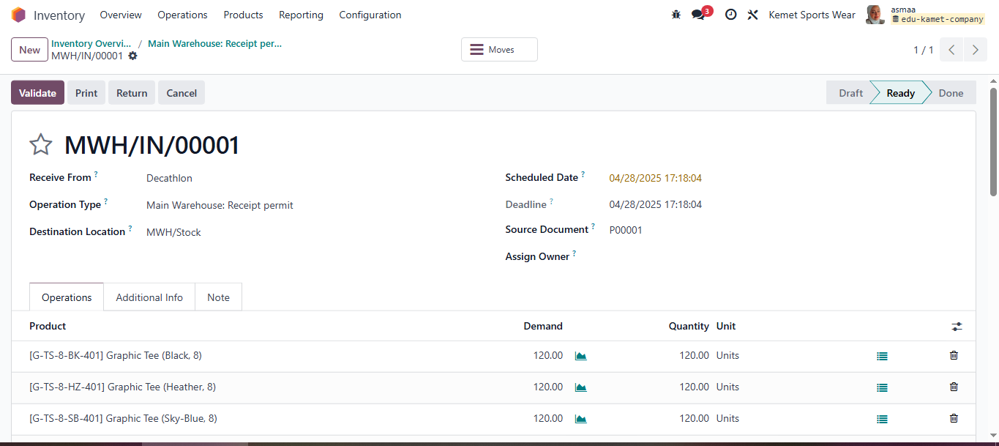 Inventory Overview Operations Products Reporting Configuration 3 Kemet Sports Wear asmaa
edu-kamet-company
New Inventory Overvi... / Main Warehouse: Receipt per...
MWH/IN/00001
Moves
1 / 1
Validate Print Return Cancel Draft Ready Done
MWH/IN/00001
Receive From ? Decathlon Scheduled Date ? 04/28/2025 17:18:04
Operation Type ? Main Warehouse: Receipt permit Deadline ? 04/28/2025 17:18:04
Destination Location ? MWH/Stock Source Document ? P00001
Assign Owner ?
Operations Additional Info Note
Product Demand Quantity Unit
[G-TS-8-BK-401] Graphic Tee (Black, 8) 120.00 120.00 Units
[G-TS-8-HZ-401] Graphic Tee (Heather, 8) 120.00 120.00 Units
[G-TS-8-SB-401] Graphic Tee (Sky-Blue, 8) 120.00 120.00 Units